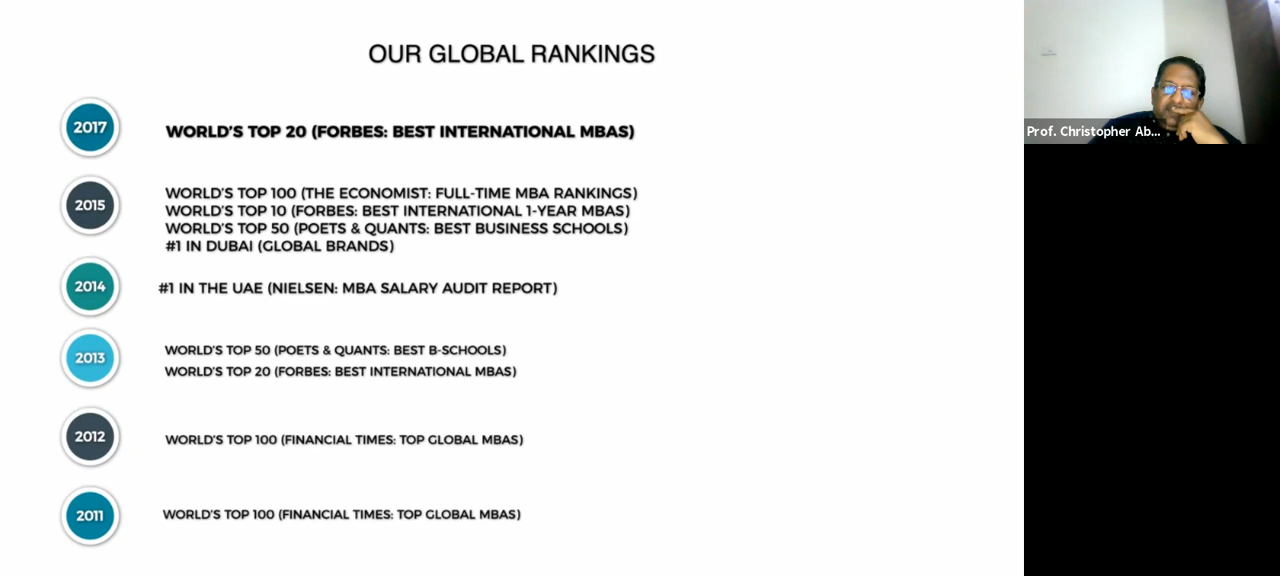 OUR GLOBAL RANKINGS
2017
WORLD'S TOP 20 (FORBES: BEST INTERNATIONAL MBAS)
2015
WORLD'S TOP 100 (THE ECONOMIST: FULL-TIME MBA RANKINGS)
WORLD'S TOP 10 (FORBES: BEST INTERNATIONAL 1-YEAR MBAS)
WORLD'S TOP 50 (POETS & QUANTS: BEST BUSINESS SCHOOLS)
#1 IN DUBAI (GLOBAL BRANDS)
2014
#1 IN THE UAE (NIELSEN: MBA SALARY AUDIT REPORT)
2013
WORLD'S TOP 50 (POETS & QUANTS: BEST B-SCHOOLS)
WORLD'S TOP 20 (FORBES: BEST INTERNATIONAL MBAS)
2012
WORLD'S TOP 100 (FINANCIAL TIMES: TOP GLOBAL MBAS)
2011
WORLD'S TOP 100 (FINANCIAL TIMES: TOP GLOBAL MBAS)
Prof. Christopher Ab...